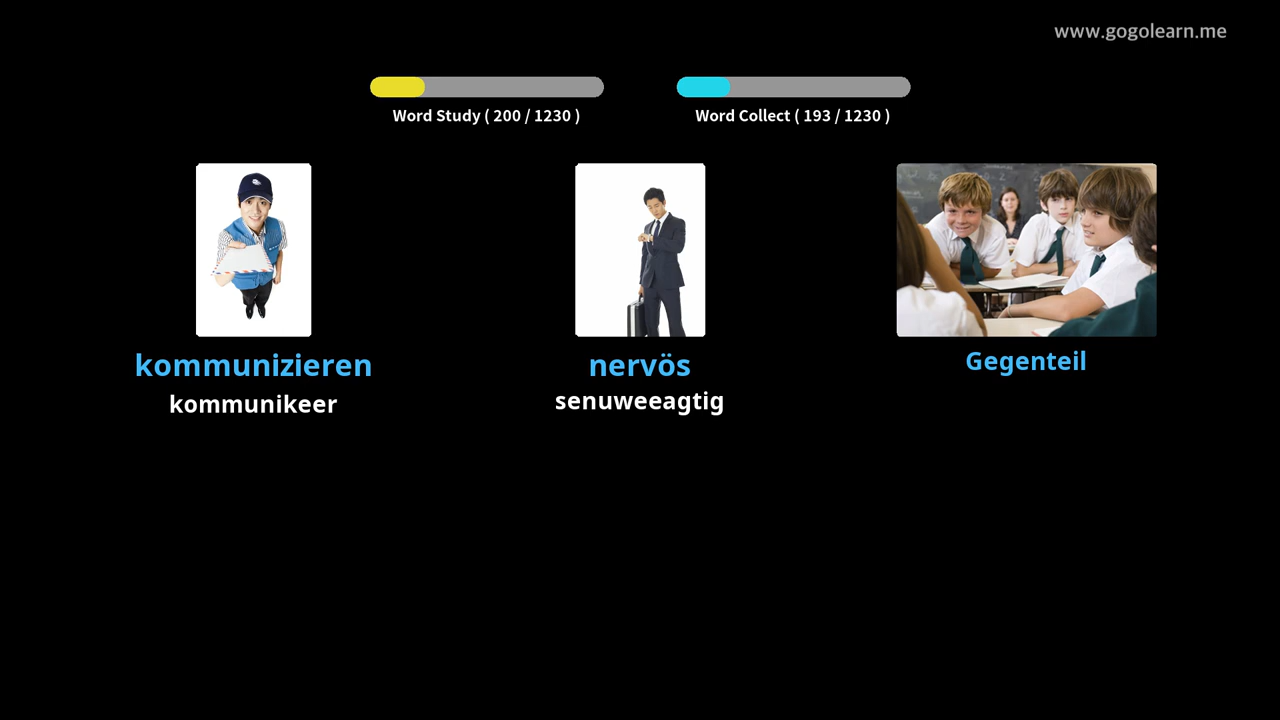 www.gogolearn.me
Word Study ( 200 / 1230 )
Word Collect ( 193 / 1230 )
kommunizieren
kommunikeer
nervös
senuweeagtig
Gegenteil